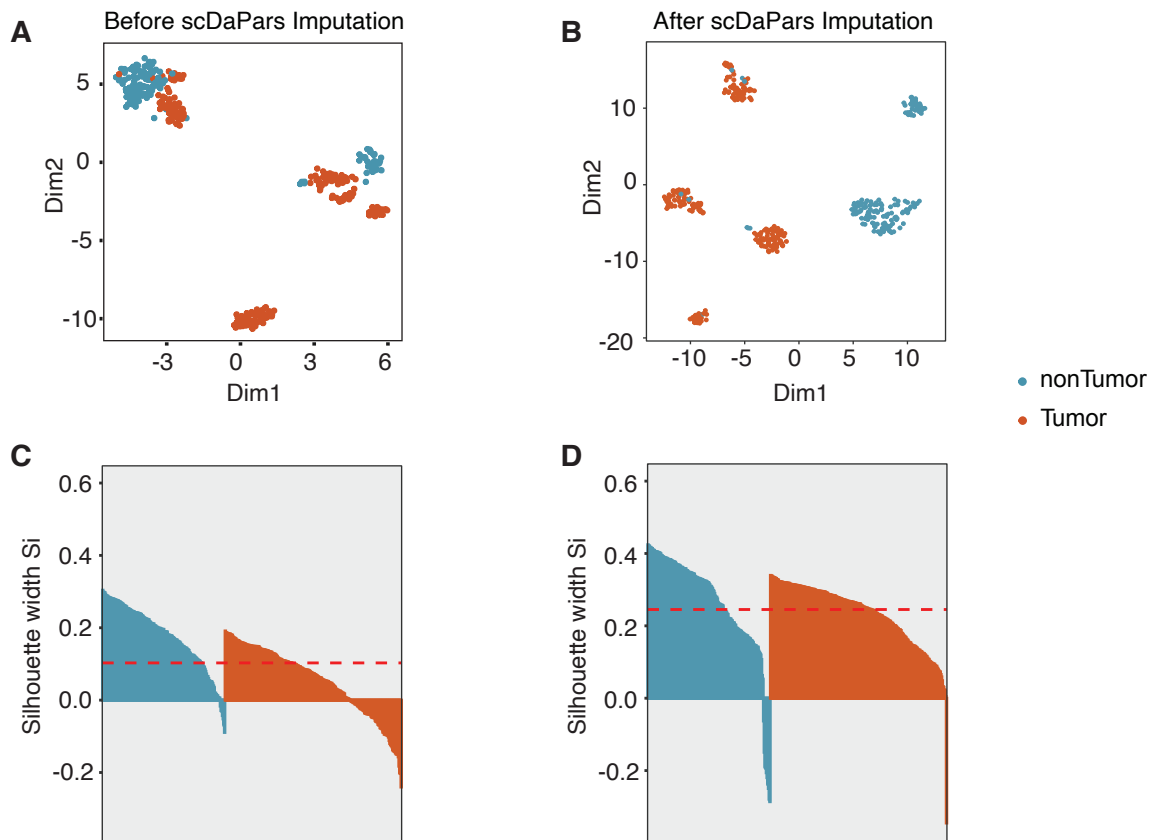 A
Before scDaPars Imputation
5
0
-5
-10
Dim2
-3
0
3
6
Dim1
B
After scDaPars Imputation
10
0
-10
-20
Dim2
-10
-5
0
5
10
Dim1
nonTumor
Tumor
C
0.6
0.4
0.2
0.0
-0.2
Silhouette width Si
D
0.6
0.4
0.2
0.0
-0.2
Silhouette width Si